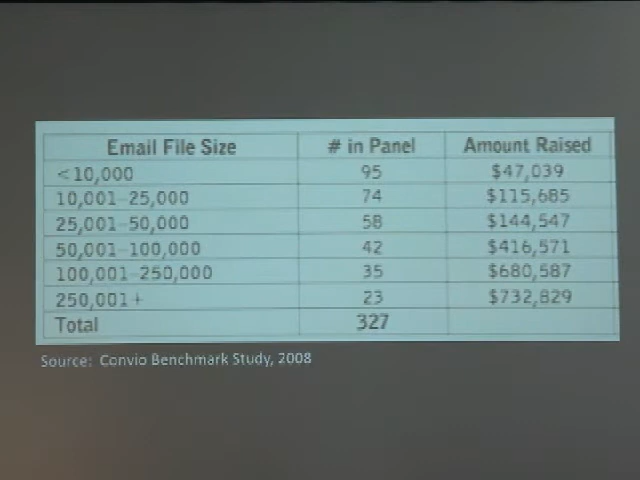 Email File Size # in Panel Amount Raised
<10,000 95 $47,039
10,001-25,000 74 $115,685
25,001-50,000 58 $144,547
50,001-100,000 42 $416,571
100,001-250,000 35 $680,587
250,001+ 23 $732,829
Total 327
Source: Convio Benchmark Study, 2008